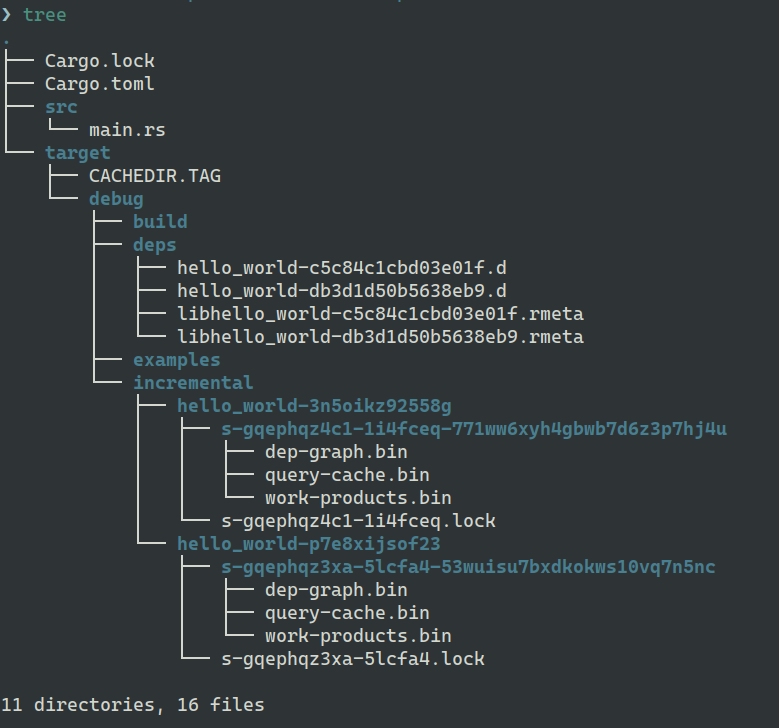 ❯ tree
.
├── Cargo.lock
├── Cargo.toml
├── src
│   └── main.rs
└── target
    ├── CACHEDIR.TAG
    └── debug
        ├── build
        ├── deps
        │   ├── hello_world-c5c84c1cbd03e01f.d
        │   ├── hello_world-db3d1d50b5638eb9.d
        │   ├── libhello_world-c5c84c1cbd03e01f.rmeta
        │   └── libhello_world-db3d1d50b5638eb9.rmeta
        ├── examples
        └── incremental
            ├── hello_world-3n5oikz92558g
            │   ├── s-gqephqz4c1-1i4fceq-771ww6xyh4gbwb7d6z3p7hj4u
            │   │   ├── dep-graph.bin
            │   │   ├── query-cache.bin
            │   │   └── work-products.bin
            │   └── s-gqephqz4c1-1i4fceq.lock
            └── hello_world-p7e8xijsof23
                ├── s-gqephqz3xa-5lcfa4-53wuisu7bxdkokws10vq7n5nc
                │   ├── dep-graph.bin
                │   ├── query-cache.bin
                │   └── work-products.bin
                └── s-gqephqz3xa-5lcfa4.lock

11 directories, 16 files